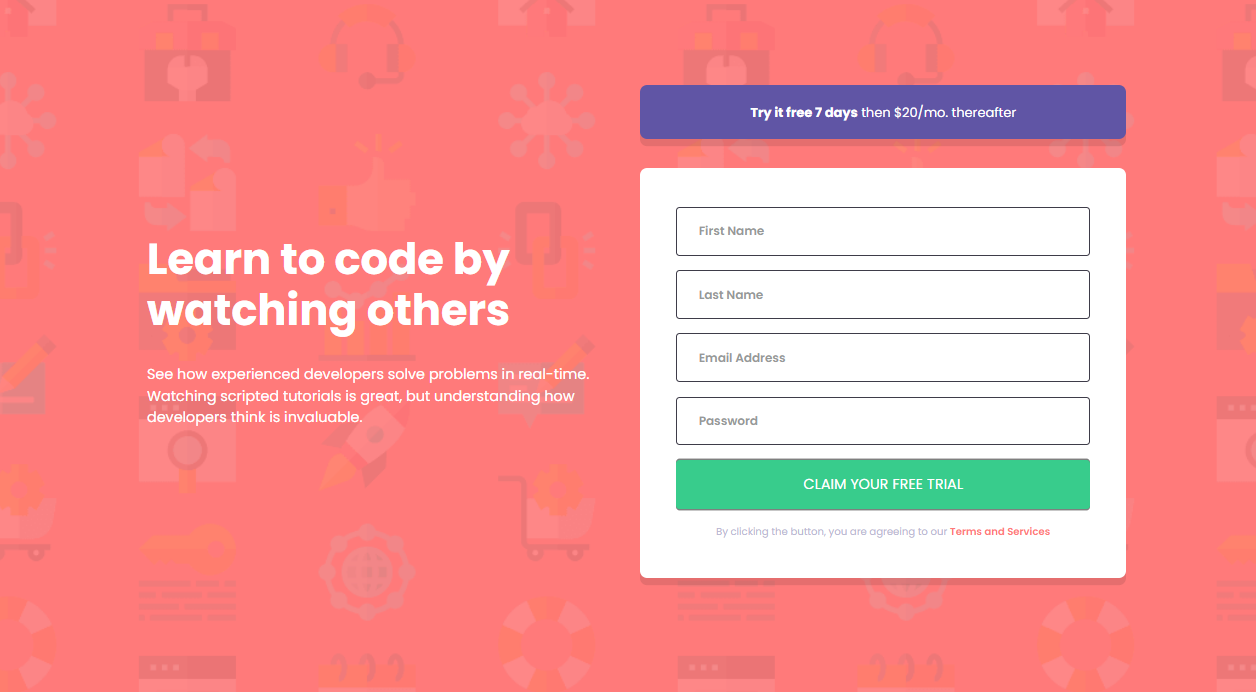 Learn to code by
watching others
See how experienced developers solve problems in real-time.
Watching scripted tutorials is great, but understanding how
developers think is invaluable.
Try it free 7 days then $20/mo. thereafter
First Name
Last Name
Email Address
Password
CLAIM YOUR FREE TRIAL
By clicking the button, you are agreeing to our Terms and Services